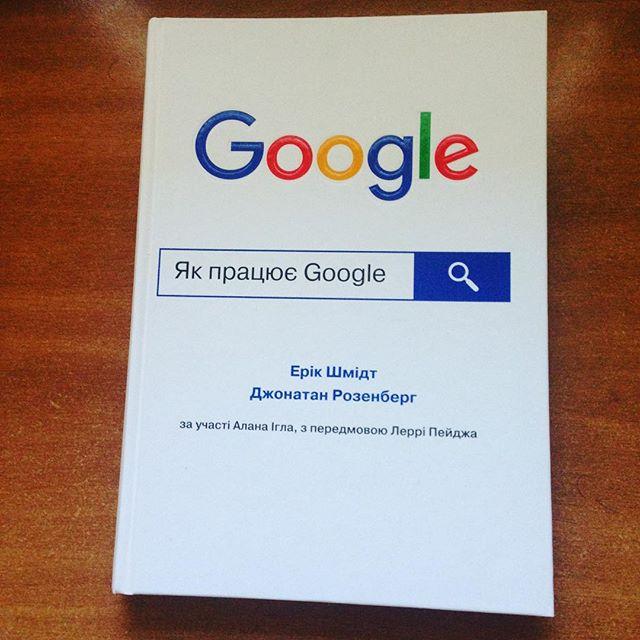 Google
Як працює Google
Ерік Шмідт
Джонатан Розенберг
за участі Алана Ігла, з передмовою Леррі Пейджа